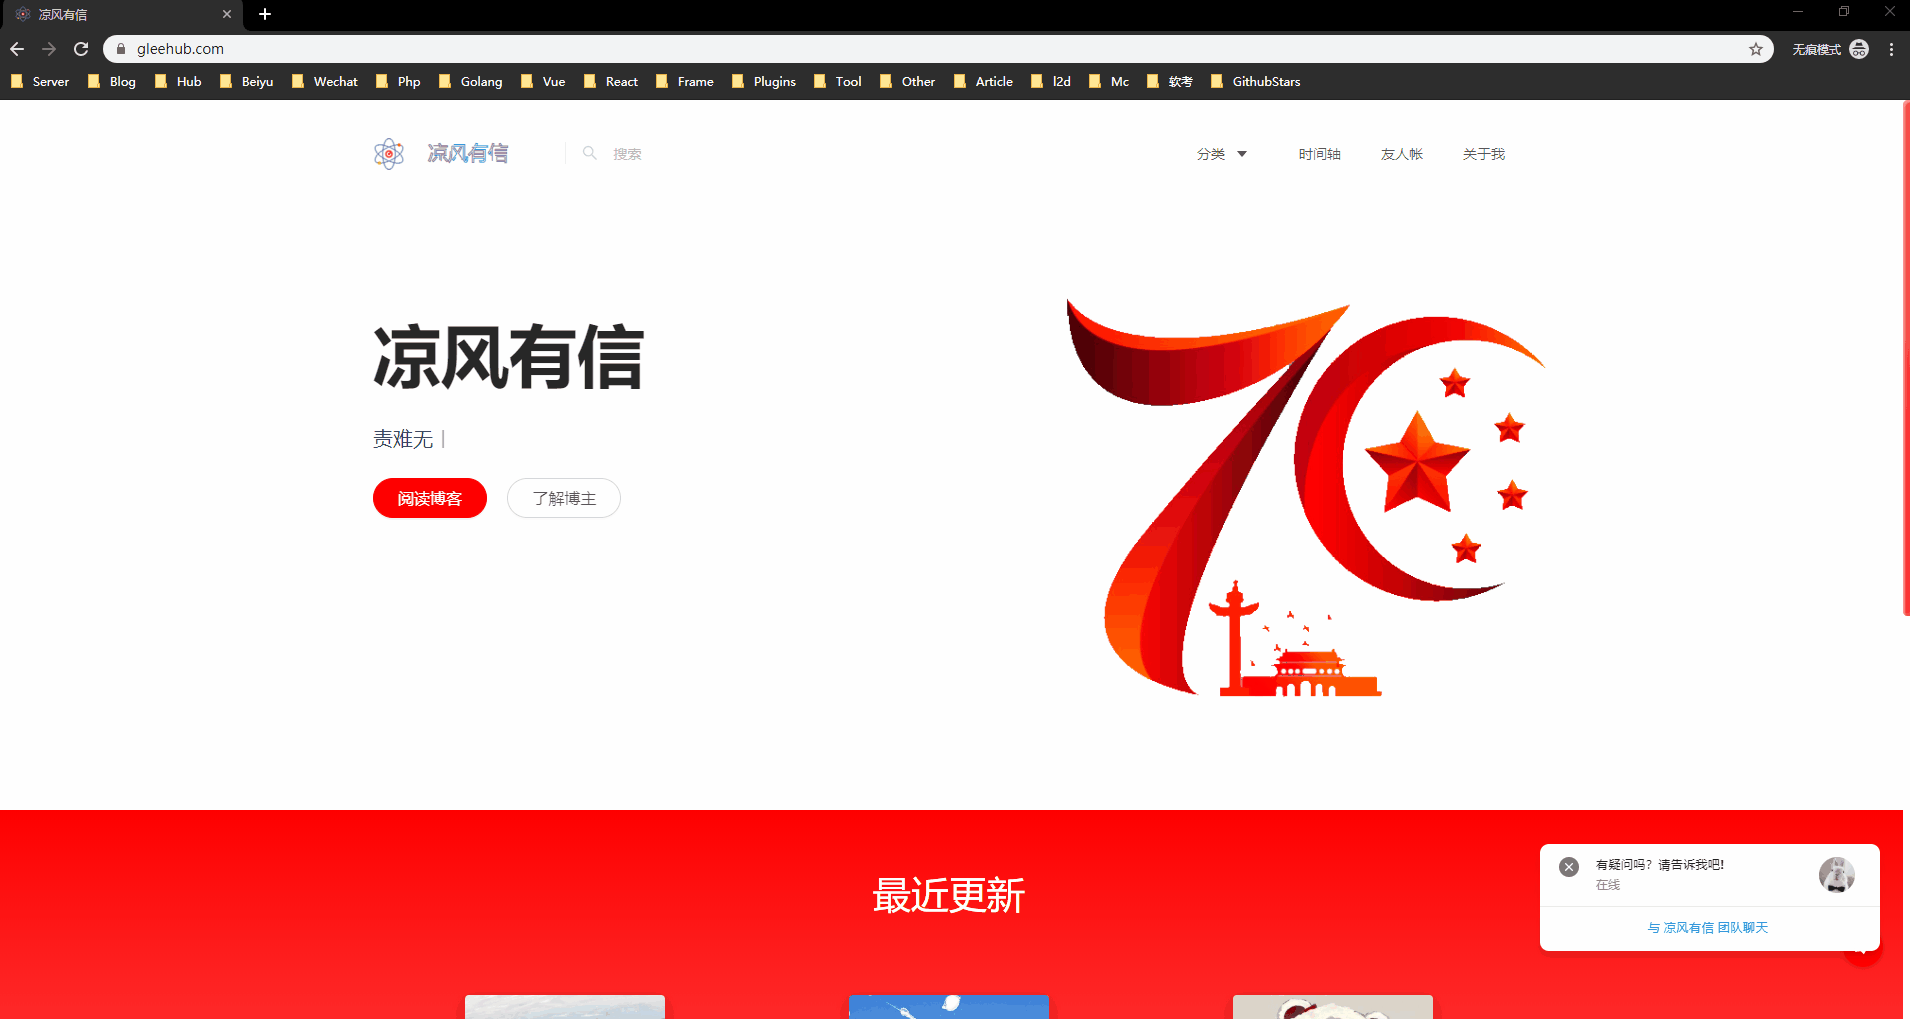 凉风有信
gleehub.com
无痕模式
Server Blog Hub Beiyu Wechat Php Golang Vue React Frame Plugins Tool Other Article l2d Mc 软考 GithubStars
凉风有信 搜索 分类 时间轴 友人帐 关于我
70
凉风有信
责难无
阅读博客 了解博主
最近更新
有疑问吗？请告诉我吧!
在线
与 凉风有信 团队聊天